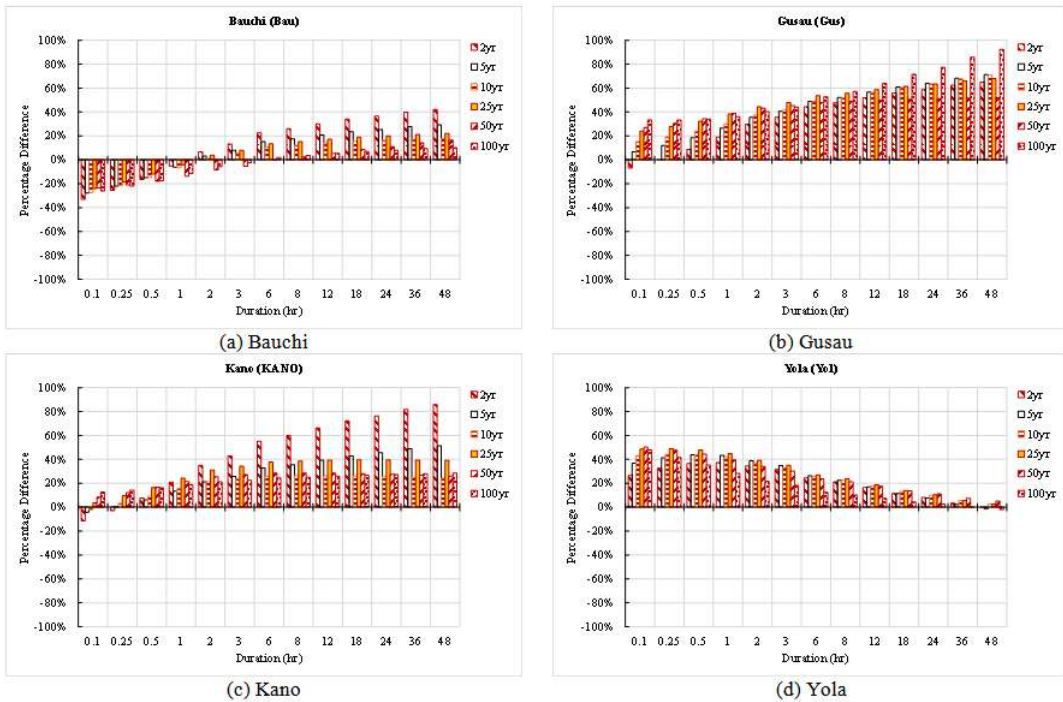 Bauchi (Bau)
100%
80%
60%
40%
20%
0%
-20%
-40%
-60%
-80%
-100%
Percentage Difference
0.1 0.25 0.5 1 2 3 6 8 12 18 24 36 48
Duration (hr)
2yr
5yr
10yr
25yr
50yr
100yr
(a) Bauchi
Gusau (Gus)
100%
80%
60%
40%
20%
0%
-20%
-40%
-60%
-80%
-100%
Percentage Difference
0.1 0.25 0.5 1 2 3 6 8 12 18 24 36 48
Duration (hr)
2yr
5yr
10yr
25yr
50yr
100yr
(b) Gusau
Kano (KANO)
100%
80%
60%
40%
20%
0%
-20%
-40%
-60%
-80%
-100%
Percentage Difference
0.1 0.25 0.5 1 2 3 6 8 12 18 24 36 48
Duration (hr)
2yr
5yr
10yr
25yr
50yr
100yr
(c) Kano
Yola (Yol)
100%
80%
60%
40%
20%
0%
-20%
-40%
-60%
-80%
-100%
Percentage Difference
0.1 0.25 0.5 1 2 3 6 8 12 18 24 36 48
Duration (hr)
2yr
5yr
10yr
25yr
50yr
100yr
(d) Yola